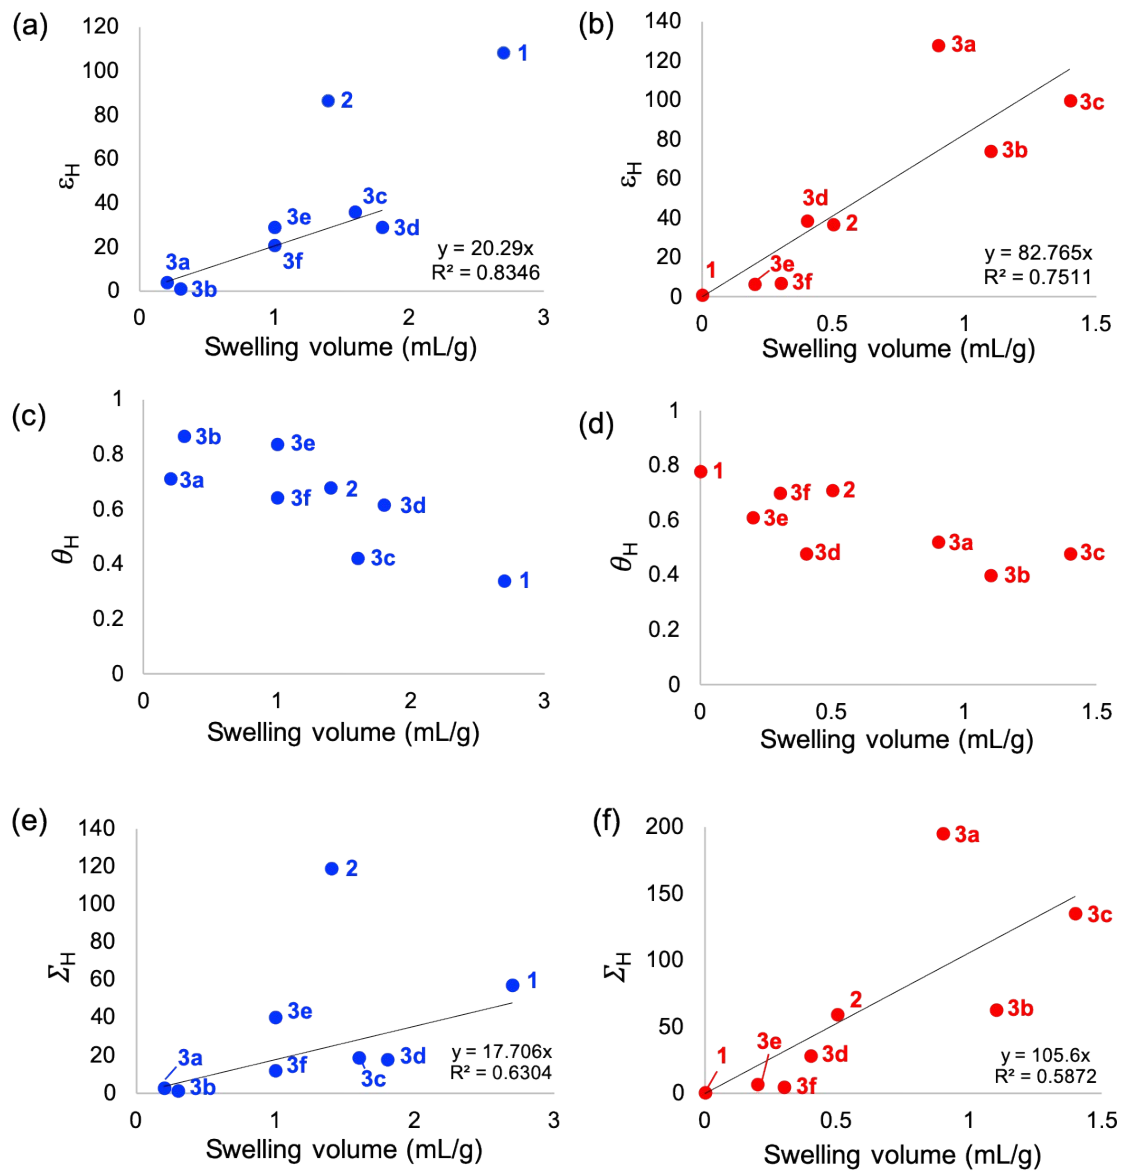 (a)
120
100
80
60
40
20
0
εH
1
2
3c
3e
3d
3f
3a
3b
y = 20.29x
R² = 0.8346
0 1 2 3
Swelling volume (mL/g)
(b)
140
120
100
80
60
40
20
0
εH
3a
3c
3b
3d
2
1
3e
3f
y = 82.765x
R² = 0.7511
0 0.5 1 1.5
Swelling volume (mL/g)
(c)
1
0.8
0.6
0.4
0.2
0
θH
3b
3e
3a
2
3f
3d
3c
1
0 1 2 3
Swelling volume (mL/g)
(d)
1
0.8
0.6
0.4
0.2
0
θH
1
3f
2
3e
3d
3a
3c
3b
0 0.5 1 1.5
Swelling volume (mL/g)
(e)
140
120
100
80
60
40
20
0
ΣH
2
1
3e
3a
3f
3d
3c
3b
y = 17.706x
R² = 0.6304
0 1 2 3
Swelling volume (mL/g)
(f)
200
150
100
50
0
ΣH
3a
3c
2
3b
1
3e
3d
3f
y = 105.6x
R² = 0.5872
0 0.5 1 1.5
Swelling volume (mL/g)